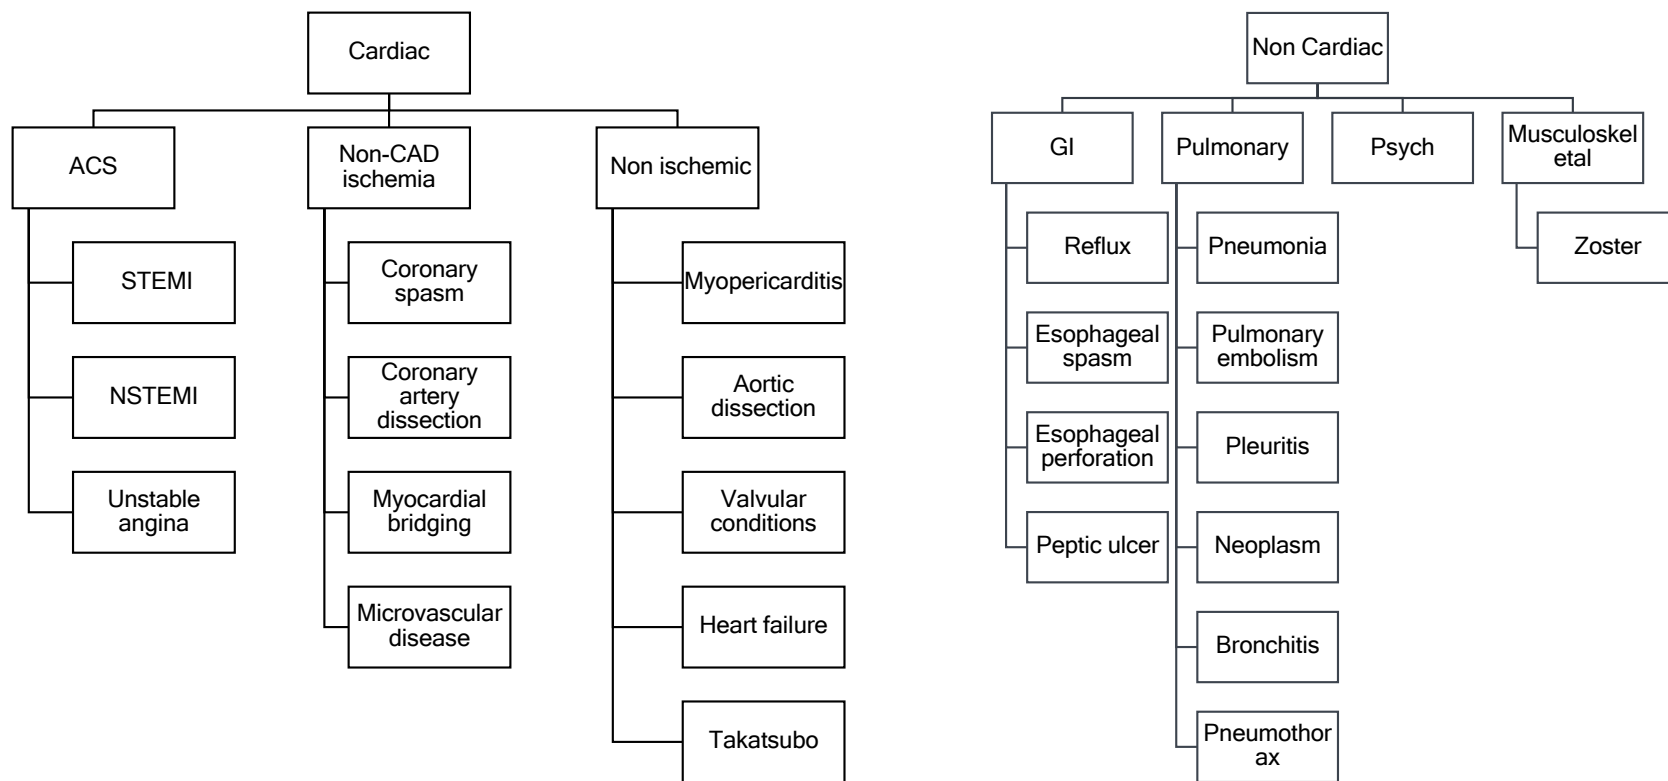 Cardiac
ACS
STEMI
NSTEMI
Unstable
angina
Non-CAD
ischemia
Coronary
spasm
Coronary
artery
dissection
Myocardial
bridging
Microvascular
disease
Non ischemic
Myopericarditis
Aortic
dissection
Valvular
conditions
Heart failure
Takatsubo
Non Cardiac
GI
Reflux
Esophageal
spasm
Esophageal
perforation
Peptic ulcer
Pulmonary
Pneumonia
Pulmonary
embolism
Pleuritis
Neoplasm
Bronchitis
Pneumothor
ax
Psych
Musculoskel
etal
Zoster